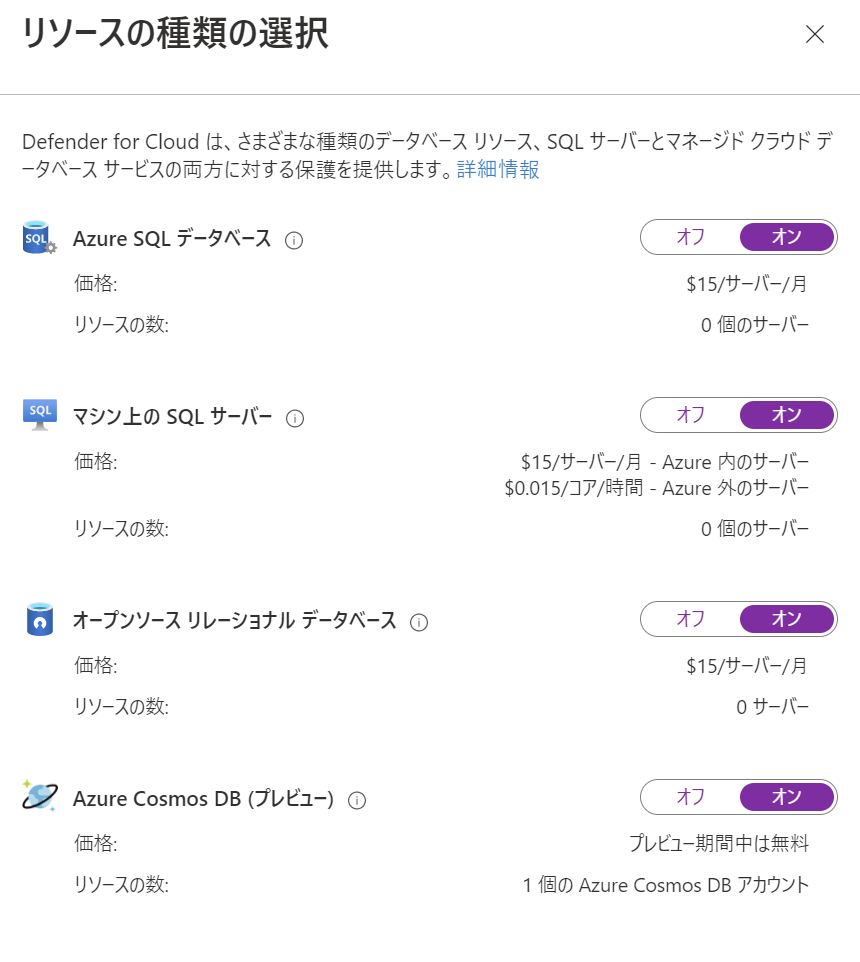 リソースの種類の選択
Defender for Cloud は、さまざまな種類のデータベース リソース、SQL サーバーとマネージド クラウド デ
ータベース サービスの両方に対する保護を提供します。詳細情報
SQL
Azure SQL データベース
オフ オン
価格: $15/サーバー/月
リソースの数: 0 個のサーバー
SQL
マシン上の SQL サーバー
オフ オン
価格: $15/サーバー/月 - Azure 内のサーバー
$0.015/コア/時間 - Azure 外のサーバー
リソースの数: 0 個のサーバー
オープンソース リレーショナル データベース
オフ オン
価格: $15/サーバー/月
リソースの数: 0 サーバー
Azure Cosmos DB (プレビュー)
オフ オン
価格: プレビュー期間中は無料
リソースの数: 1 個の Azure Cosmos DB アカウント